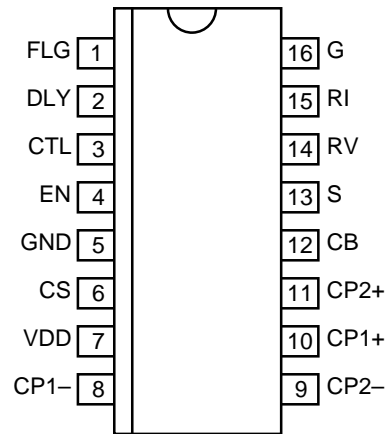 FLG 1 16 G
DLY 2 15 RI
CTL 3 14 RV
EN 4 13 S
GND 5 12 CB
CS 6 11 CP2+
VDD 7 10 CP1+
CP1– 8 9 CP2–